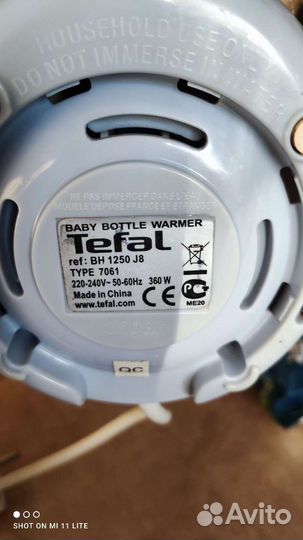 HOUSEHOLD USE ONLY
DO NOT IMMERSE IN WATER
NE PAS IMMERGER DANS L'EAU
MODELS DEPOSE FRANCE ET ETRANGER
BABY BOTTLE WARMER
Tefal
ref: BH 1250 J8
TYPE 7061
220-240V~ 50-60Hz 360 W
Made in China
www.tefal.com
CE
ME20
QC
SHOT ON MI 11 LITE
Avito